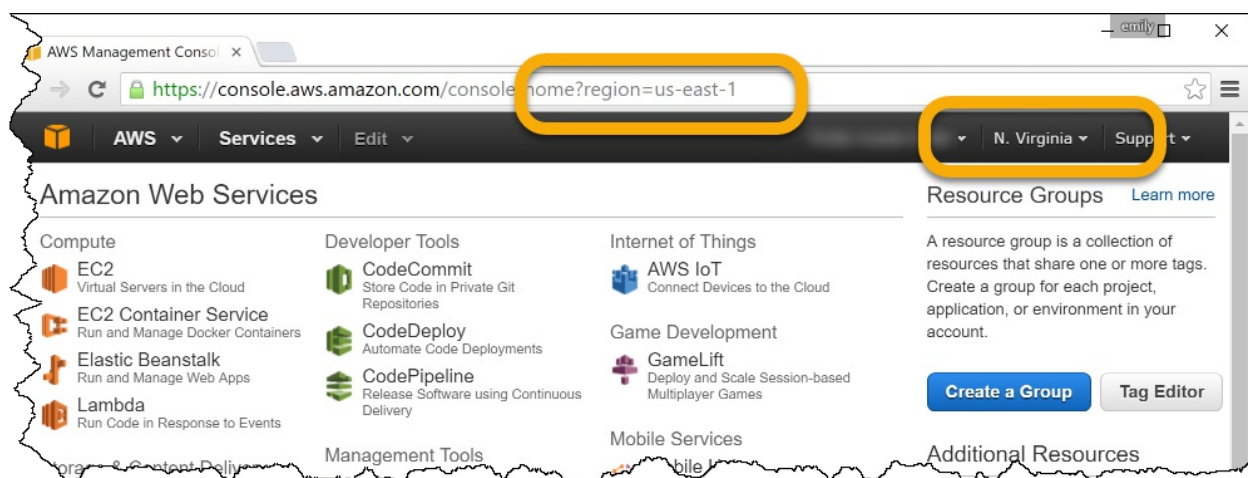 emily
AWS Management Consol
https://console.aws.amazon.com/console/home?region=us-east-1
AWS Services Edit N. Virginia Support
Amazon Web Services
Compute
EC2
Virtual Servers in the Cloud
EC2 Container Service
Run and Manage Docker Containers
Elastic Beanstalk
Run and Manage Web Apps
Lambda
Run Code in Response to Events
Storage & Content Delivery
Developer Tools
CodeCommit
Store Code in Private Git
Repositories
CodeDeploy
Automate Code Deployments
CodePipeline
Release Software using Continuous
Delivery
Management Tools
Internet of Things
AWS IoT
Connect Devices to the Cloud
Game Development
GameLift
Deploy and Scale Session-based
Multiplayer Games
Mobile Services
Mobile
Resource Groups Learn more
A resource group is a collection of
resources that share one or more tags.
Create a group for each project,
application, or environment in your
account.
Create a Group Tag Editor
Additional Resources